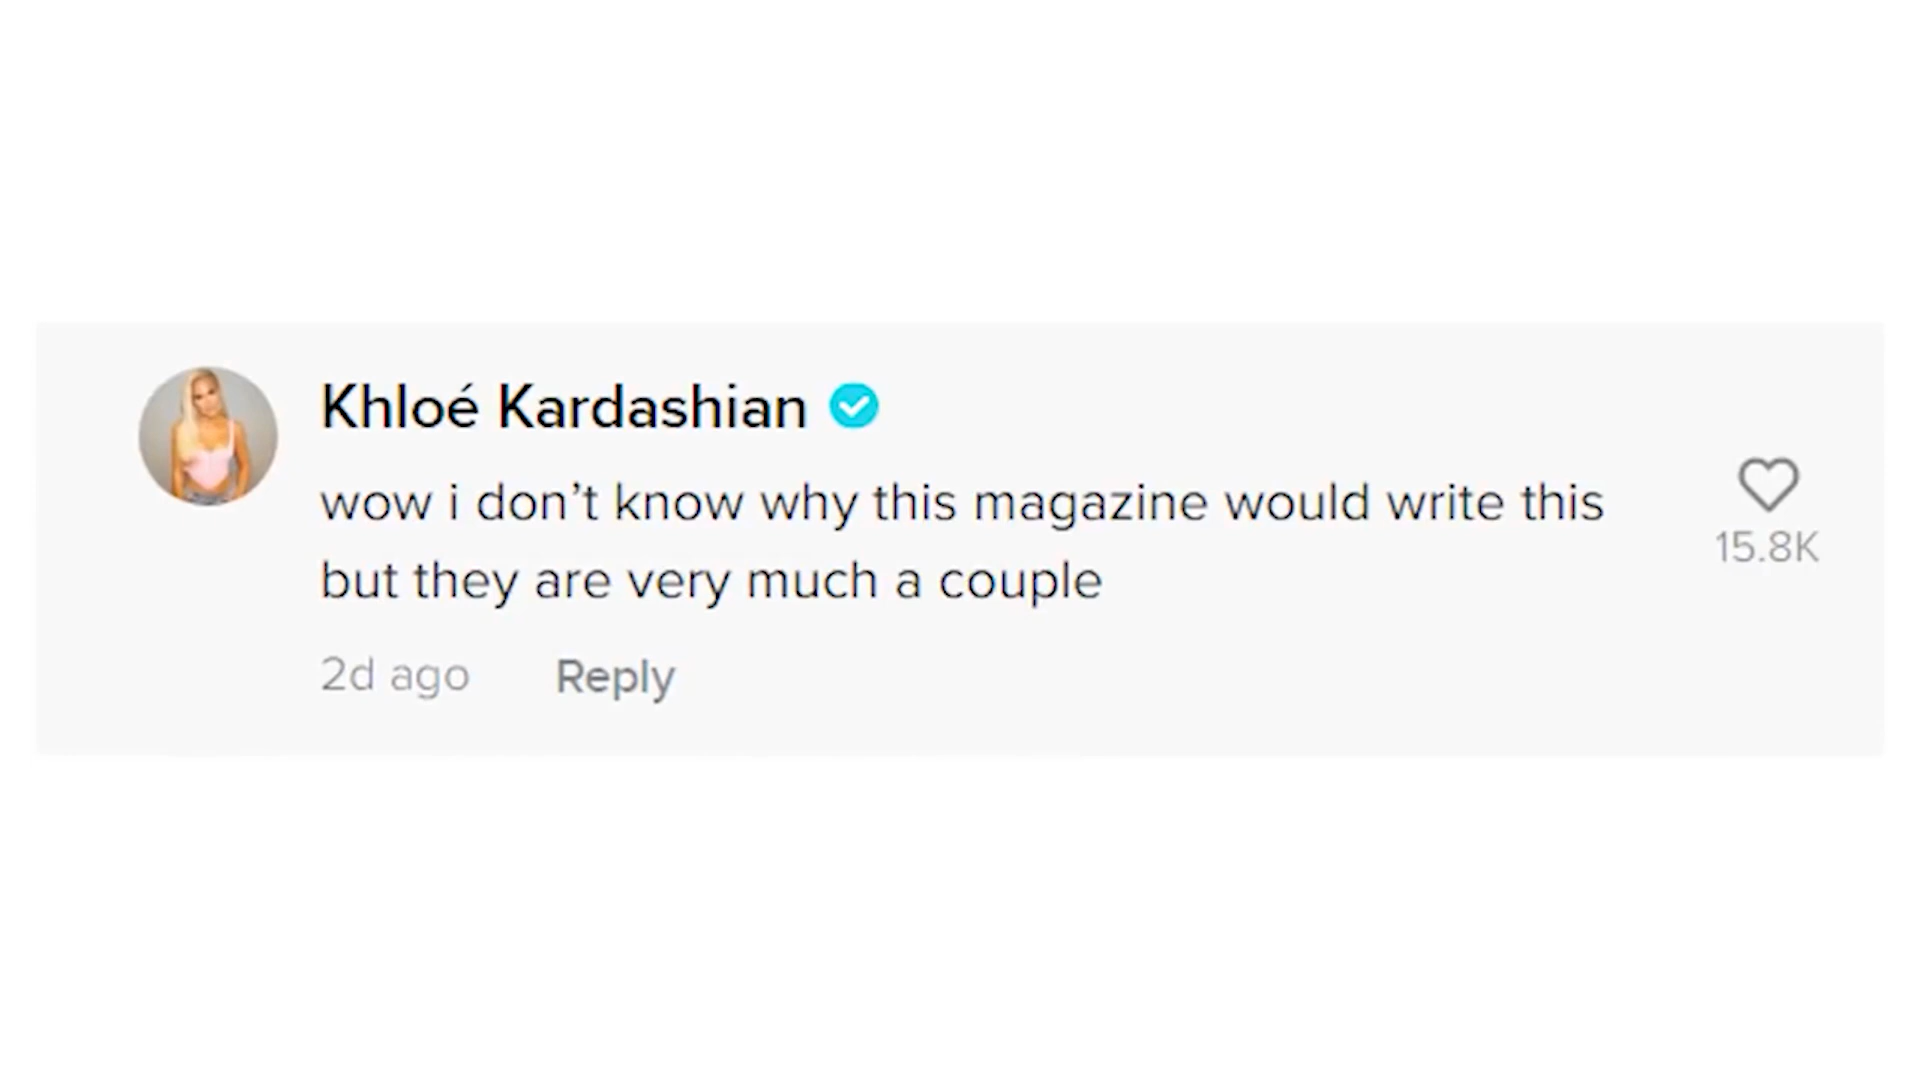 Khloé Kardashian
wow i don’t know why this magazine would write this
but they are very much a couple
15.8K
2d ago Reply